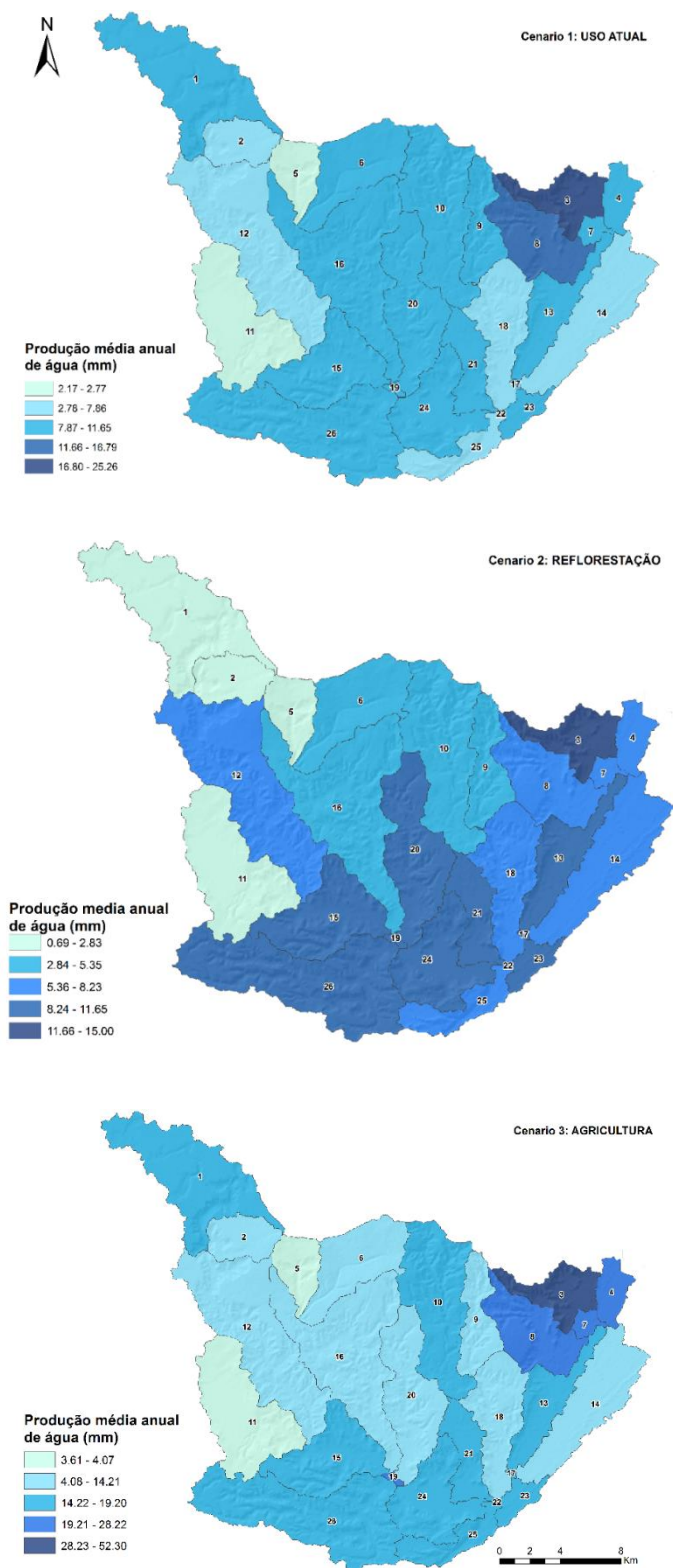 N
Cenario 1: USO ATUAL
1
2
5
6
3
4
10
7
12
9
8
16
20
14
18
13
11
15
21
19
17
24
22
23
26
25
Produção média anual
de água (mm)
2.17 - 2.77
2.78 - 7.86
7.87 - 11.65
11.66 - 16.79
16.80 - 25.26
Cenario 2: REFLORESTAÇÃO
1
2
5
6
3
4
10
9
7
12
8
16
20
18
13
14
11
15
21
19
17
24
22
23
26
25
Produção media anual
de água (mm)
0.69 - 2.83
2.84 - 5.35
5.36 - 8.23
8.24 - 11.65
11.66 - 15.00
Cenario 3: AGRICULTURA
1
2
5
6
3
10
7
12
9
8
16
20
14
18
13
11
15
21
19
17
24
22
23
26
25
Produção média anual
de água (mm)
3.61 - 4.07
4.08 - 14.21
14.22 - 19.20
19.21 - 28.22
28.23 - 52.30
0 2 4 8
Km